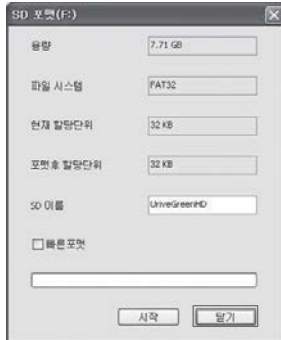 SD 포맷(F:)
용량 7.71 GB
파일 시스템 FAT32
현재 할당단위 32 KB
포맷후 할당단위 32 KB
SD 이름 UriveGreenHD
빠른포맷
시작 닫기